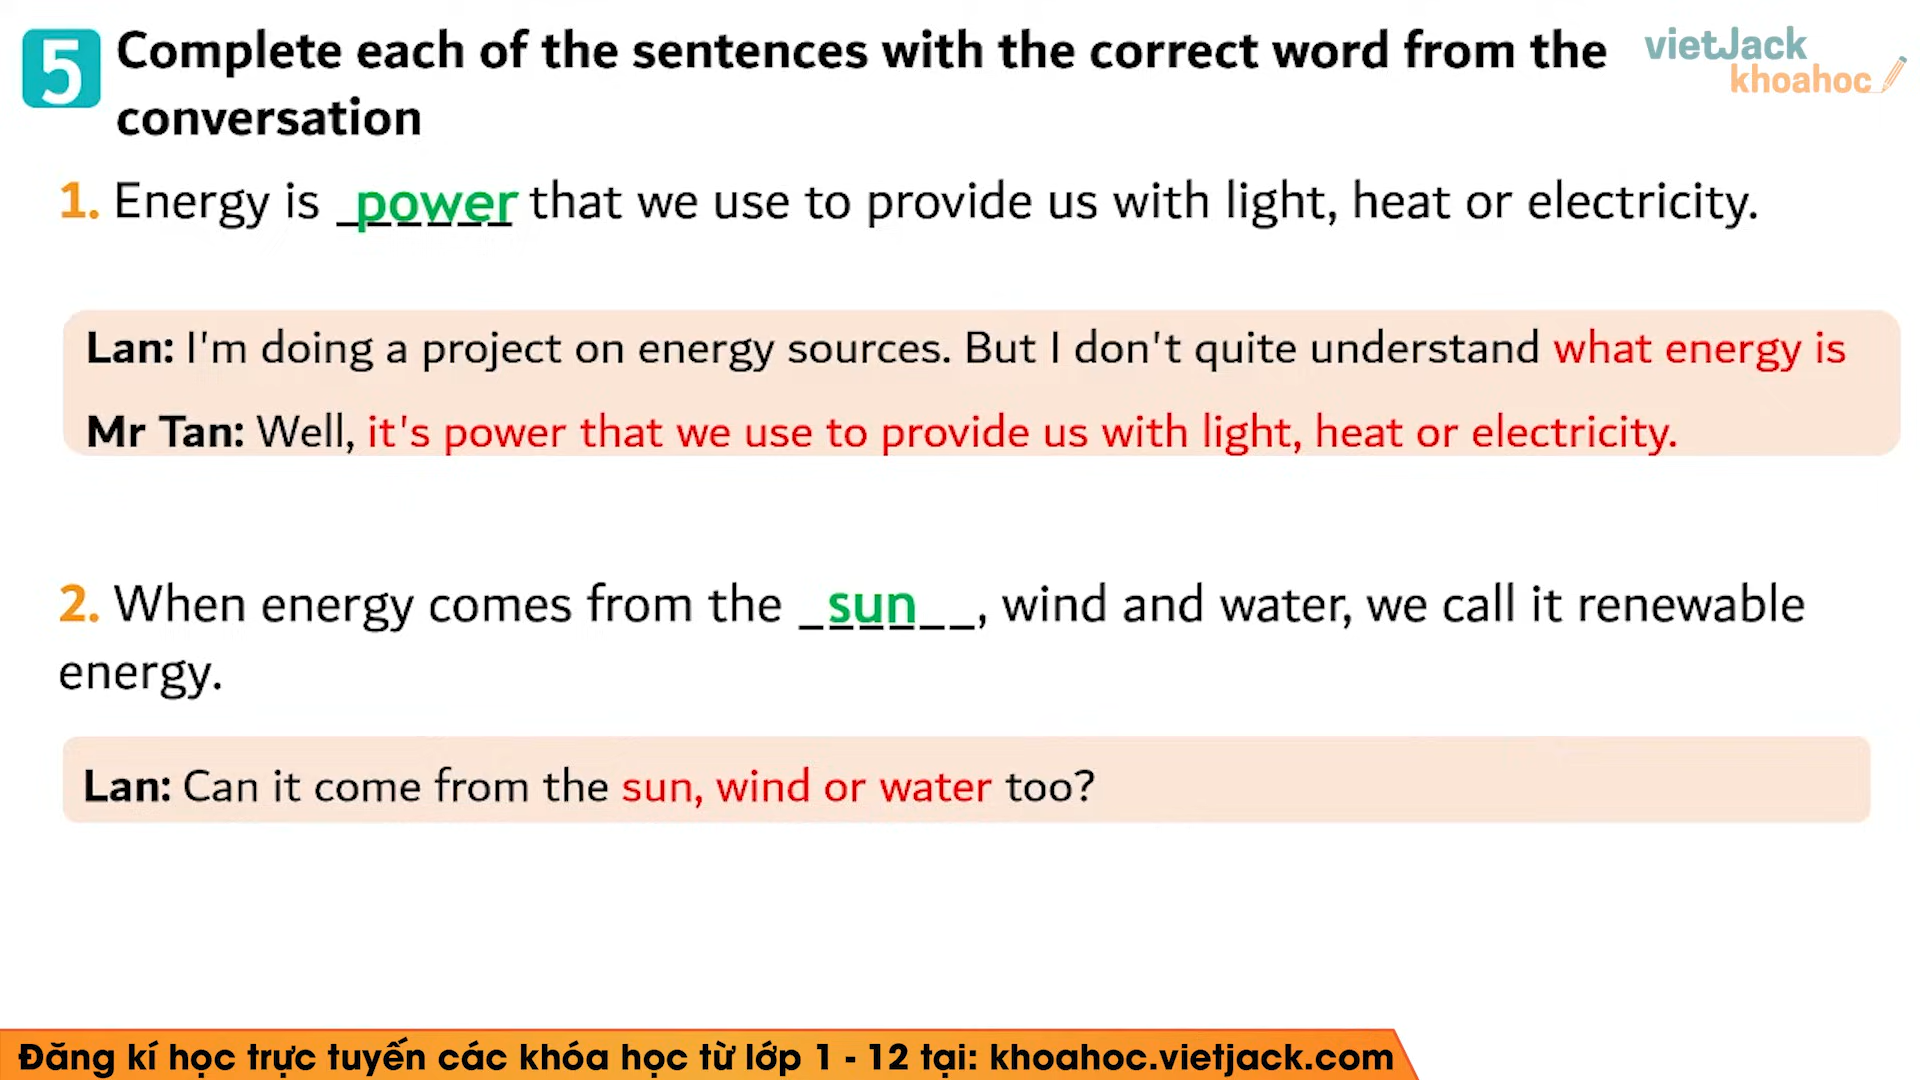 5 Complete each of the sentences with the correct word from the
conversation
vietJack
khoahoc
1. Energy is _power_ that we use to provide us with light, heat or electricity.
Lan: I'm doing a project on energy sources. But I don't quite understand what energy is
Mr Tan: Well, it's power that we use to provide us with light, heat or electricity.
2. When energy comes from the _sun__, wind and water, we call it renewable
energy.
Lan: Can it come from the sun, wind or water too?
Đăng kí học trực tuyến các khóa học từ lớp 1 - 12 tại: khoahoc.vietjack.com